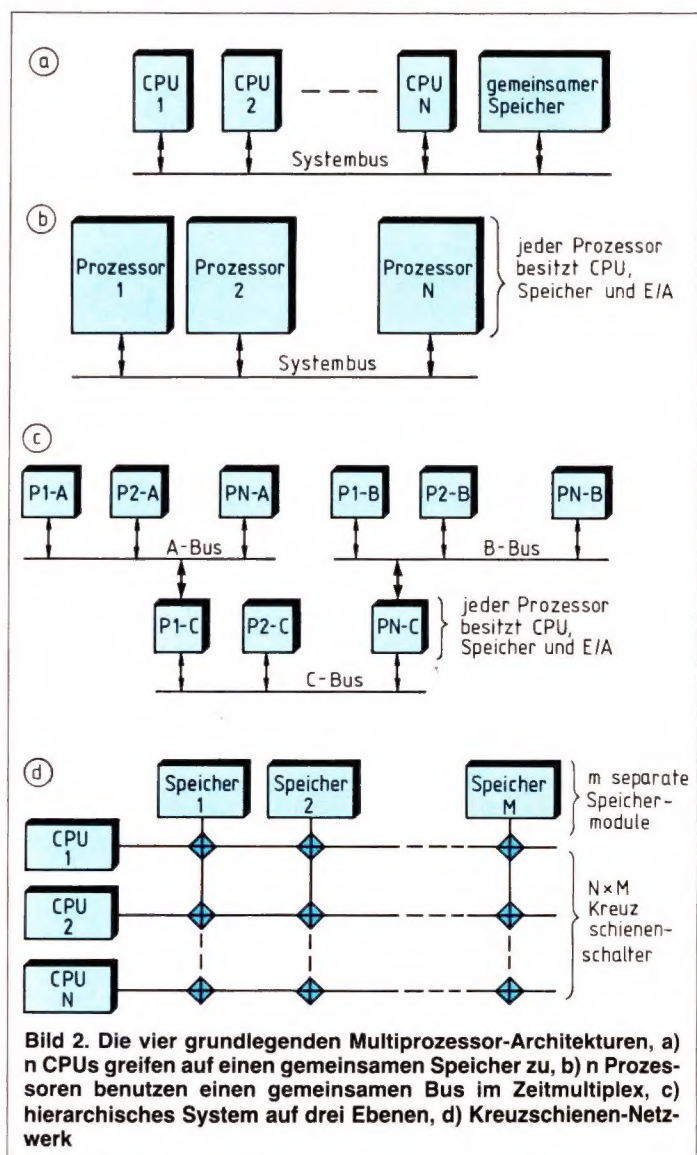 a
CPU
1
CPU
2
CPU
N
gemeinsamer
Speicher
Systembus
b
Prozessor
1
Prozessor
2
Prozessor
N
jeder Prozessor
besitzt CPU,
Speicher und E/A
Systembus
c
P1-A
P2-A
PN-A
P1-B
P2-B
PN-B
A-Bus
B-Bus
P1-C
P2-C
PN-C
jeder Prozessor
besitzt CPU,
Speicher und E/A
C-Bus
d
Speicher
1
Speicher
2
Speicher
M
m separate
Speicher-
module
CPU
1
CPU
2
CPU
N
N×M
Kreuz
schienen-
schalter
Bild 2. Die vier grundlegenden Multiprozessor-Architekturen, a)
n CPUs greifen auf einen gemeinsamen Speicher zu, b) n Prozes-
soren benutzen einen gemeinsamen Bus im Zeitmultiplex, c)
hierarchisches System auf drei Ebenen, d) Kreuzschienen-Netz-
werk